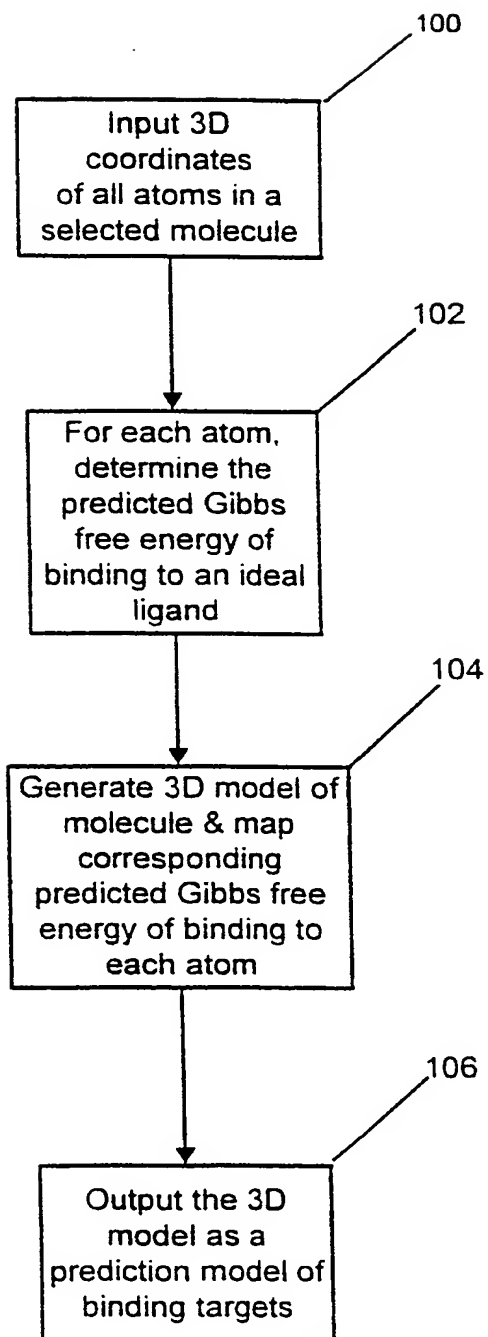 100
Input 3D
coordinates
of all atoms in a
selected molecule
102
For each atom,
determine the
predicted Gibbs
free energy of
binding to an ideal
ligand
104
Generate 3D model of
molecule & map
corresponding
predicted Gibbs free
energy of binding to
each atom
106
Output the 3D
model as a
prediction model of
binding targets